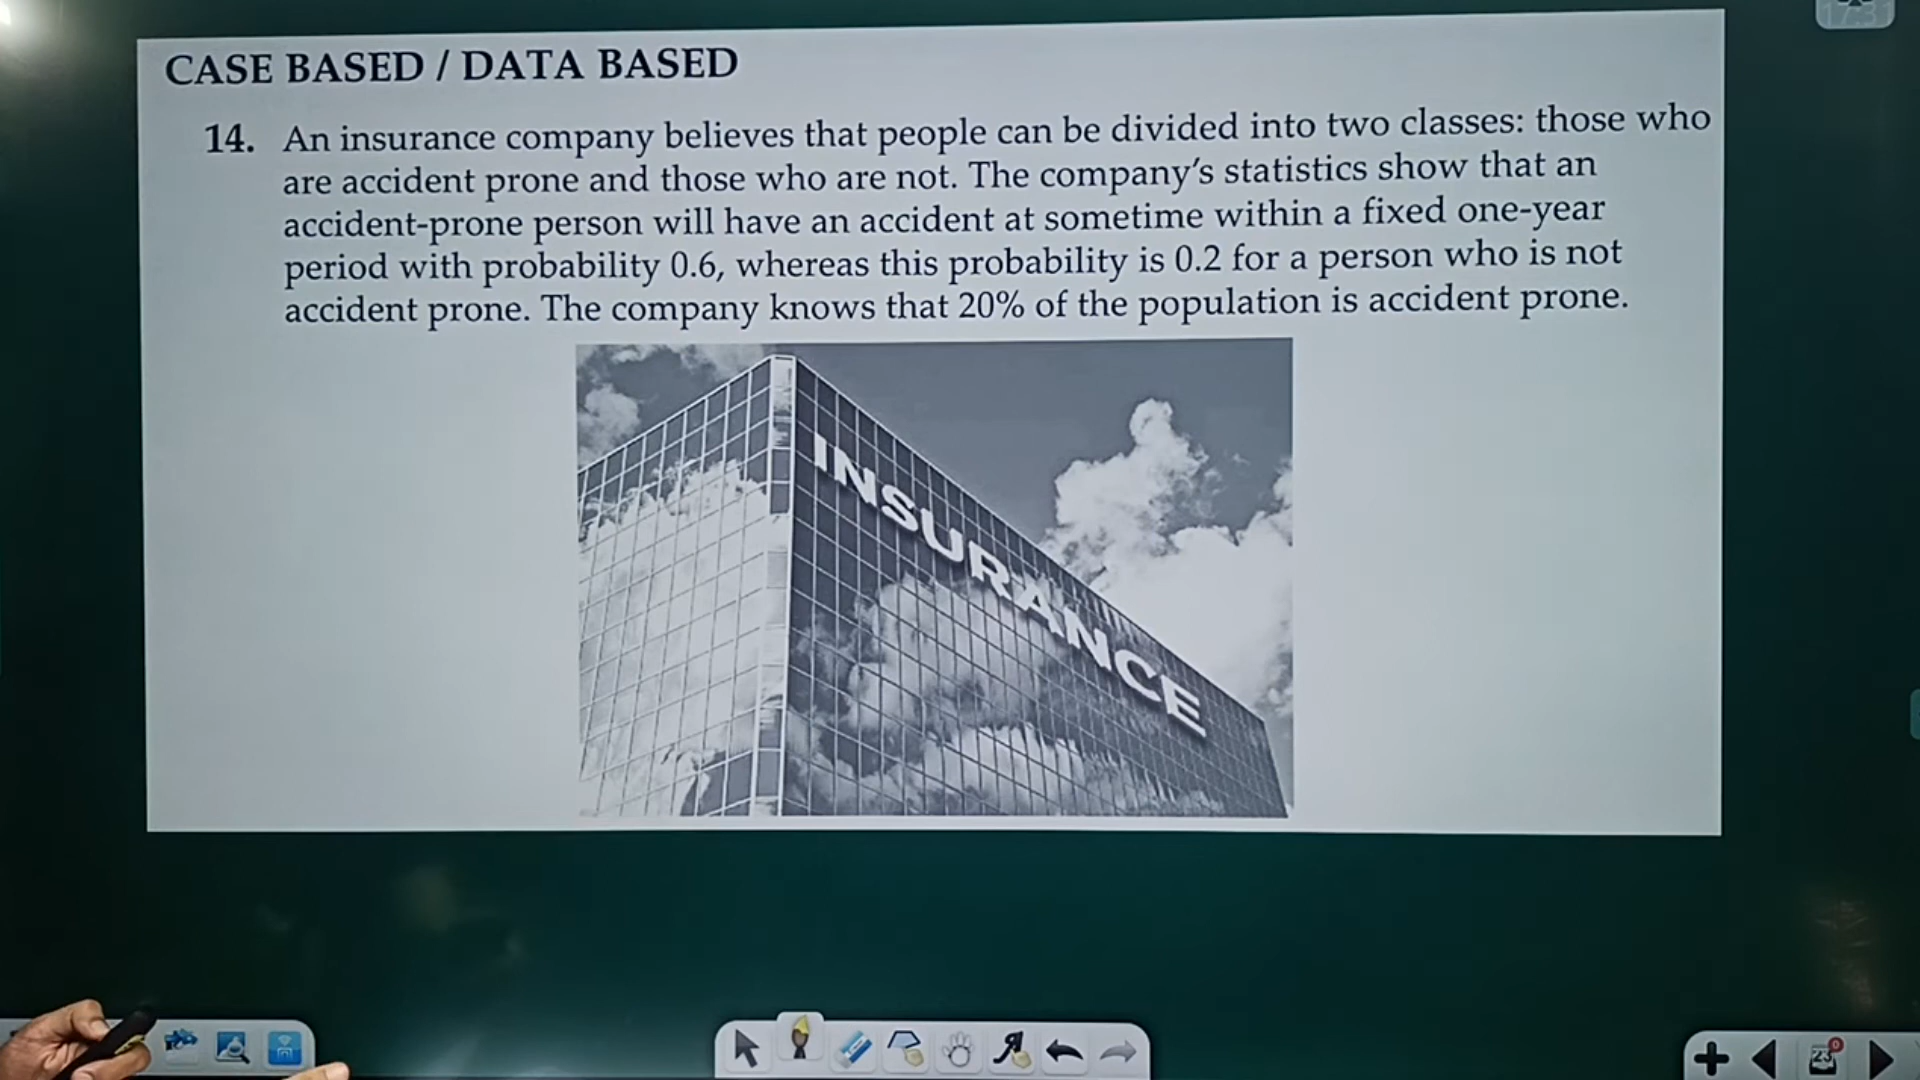 17:31
CASE BASED / DATA BASED
14. An insurance company believes that people can be divided into two classes: those who
are accident prone and those who are not. The company's statistics show that an
accident-prone person will have an accident at sometime within a fixed one-year
period with probability 0.6, whereas this probability is 0.2 for a person who is not
accident prone. The company knows that 20% of the population is accident prone.
INSURANCE
23
0